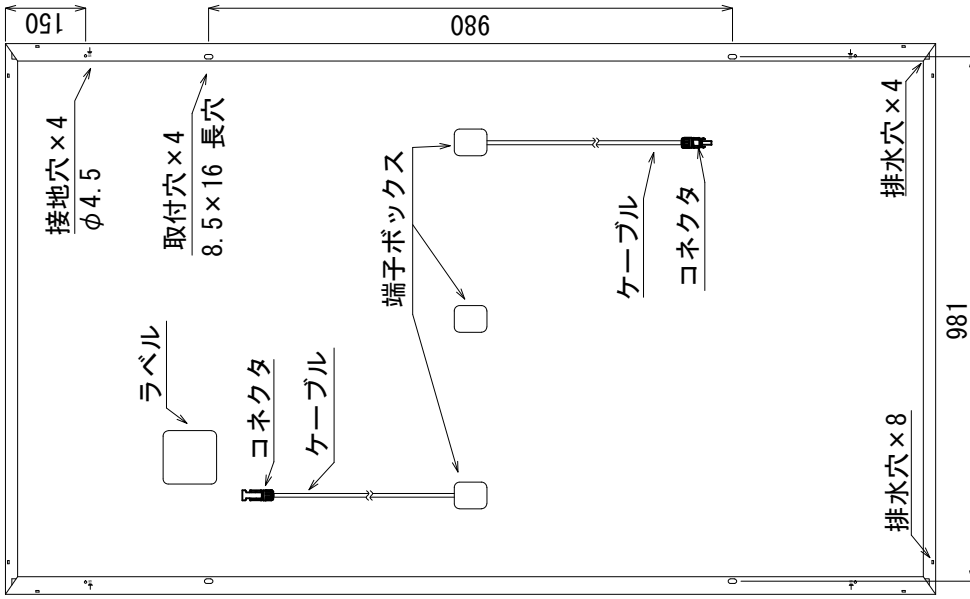 150
980
接地穴×4
φ4.5
取付穴×4
8.5×16 長穴
端子ボックス
排水穴×4
ケーブル
コネクタ
ラベル
コネクタ
ケーブル
排水穴×8
981